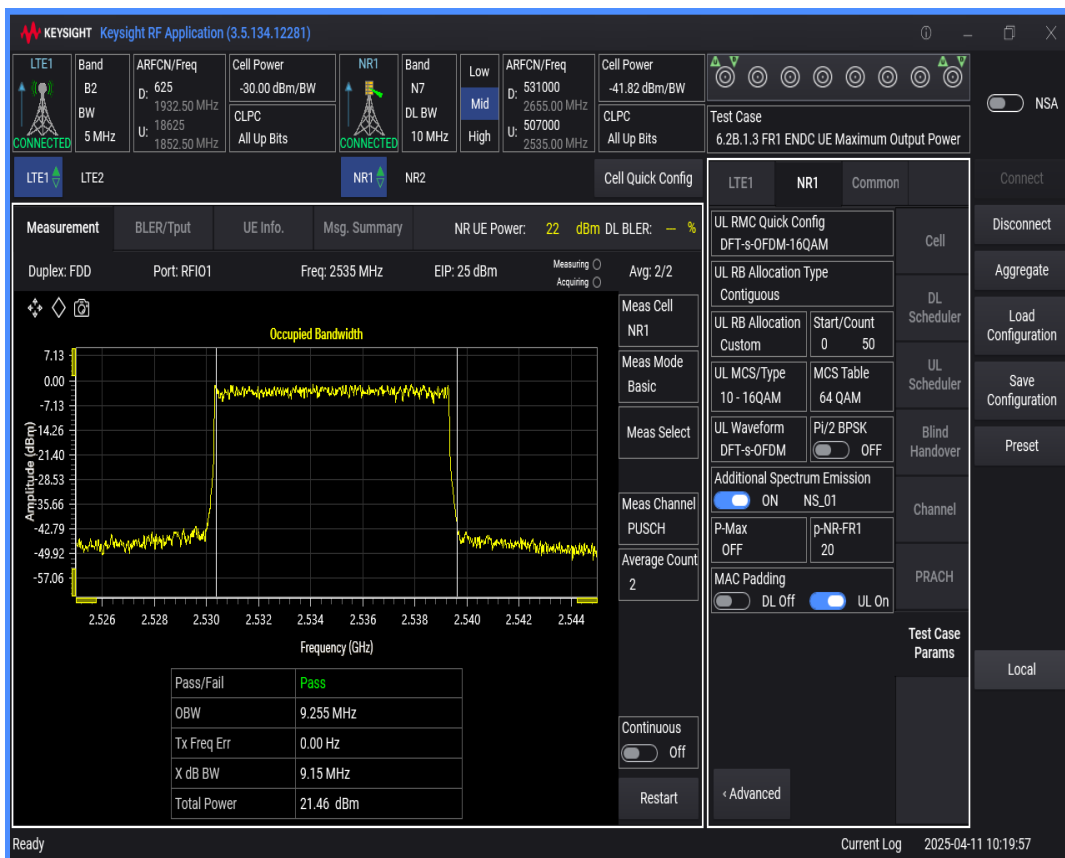 KEYSIGHT Keysight RF Application (3.5.134.12281)
LTE1
CONNECTED
Band
B2
BW
5 MHz
ARFCN/Freq
D: 625
1932.50 MHz
U: 18625
1852.50 MHz
Cell Power
-30.00 dBm/BW
CLPC
All Up Bits
NR1
CONNECTED
Band
N7
DL BW
10 MHz
Low
Mid
High
ARFCN/Freq
D: 531000
2655.00 MHz
U: 507000
2535.00 MHz
Cell Power
-41.82 dBm/BW
CLPC
All Up Bits
Test Case
6.2B.1.3 FR1 ENDC UE Maximum Output Power
NSA
LTE1 LTE2 NR1 NR2 Cell Quick Config
Measurement BLER/Tput UE Info. Msg. Summary NR UE Power: 22 dBm DL BLER: — %
Duplex: FDD Port: RFIO1 Freq: 2535 MHz EIP: 25 dBm Measuring Acquiring Avg: 2/2
Occupied Bandwidth
Amplitude (dBm)
7.13
0.00
-7.13
-14.26
-21.40
-28.53
-35.66
-42.79
-49.92
-57.06
2.526 2.528 2.530 2.532 2.534 2.536 2.538 2.540 2.542 2.544
Frequency (GHz)
Pass/Fail Pass
OBW 9.255 MHz
Tx Freq Err 0.00 Hz
X dB BW 9.15 MHz
Total Power 21.46 dBm
Meas Cell
NR1
Meas Mode
Basic
Meas Select
Meas Channel
PUSCH
Average Count
2
Continuous
Off
Restart
LTE1 NR1 Common
UL RMC Quick Config
DFT-s-OFDM-16QAM
UL RB Allocation Type
Contiguous
UL RB Allocation
Custom
Start/Count
0 50
UL MCS/Type
10 - 16QAM
MCS Table
64 QAM
UL Waveform
DFT-s-OFDM
Pi/2 BPSK
OFF
Additional Spectrum Emission
ON NS_01
P-Max
OFF
p-NR-FR1
20
MAC Padding
DL Off UL On
‹ Advanced
Cell
DL
Scheduler
UL
Scheduler
Blind
Handover
Channel
PRACH
Test Case
Params
Connect
Disconnect
Aggregate
Load
Configuration
Save
Configuration
Preset
Local
Ready
Current Log 2025-04-11 10:19:57